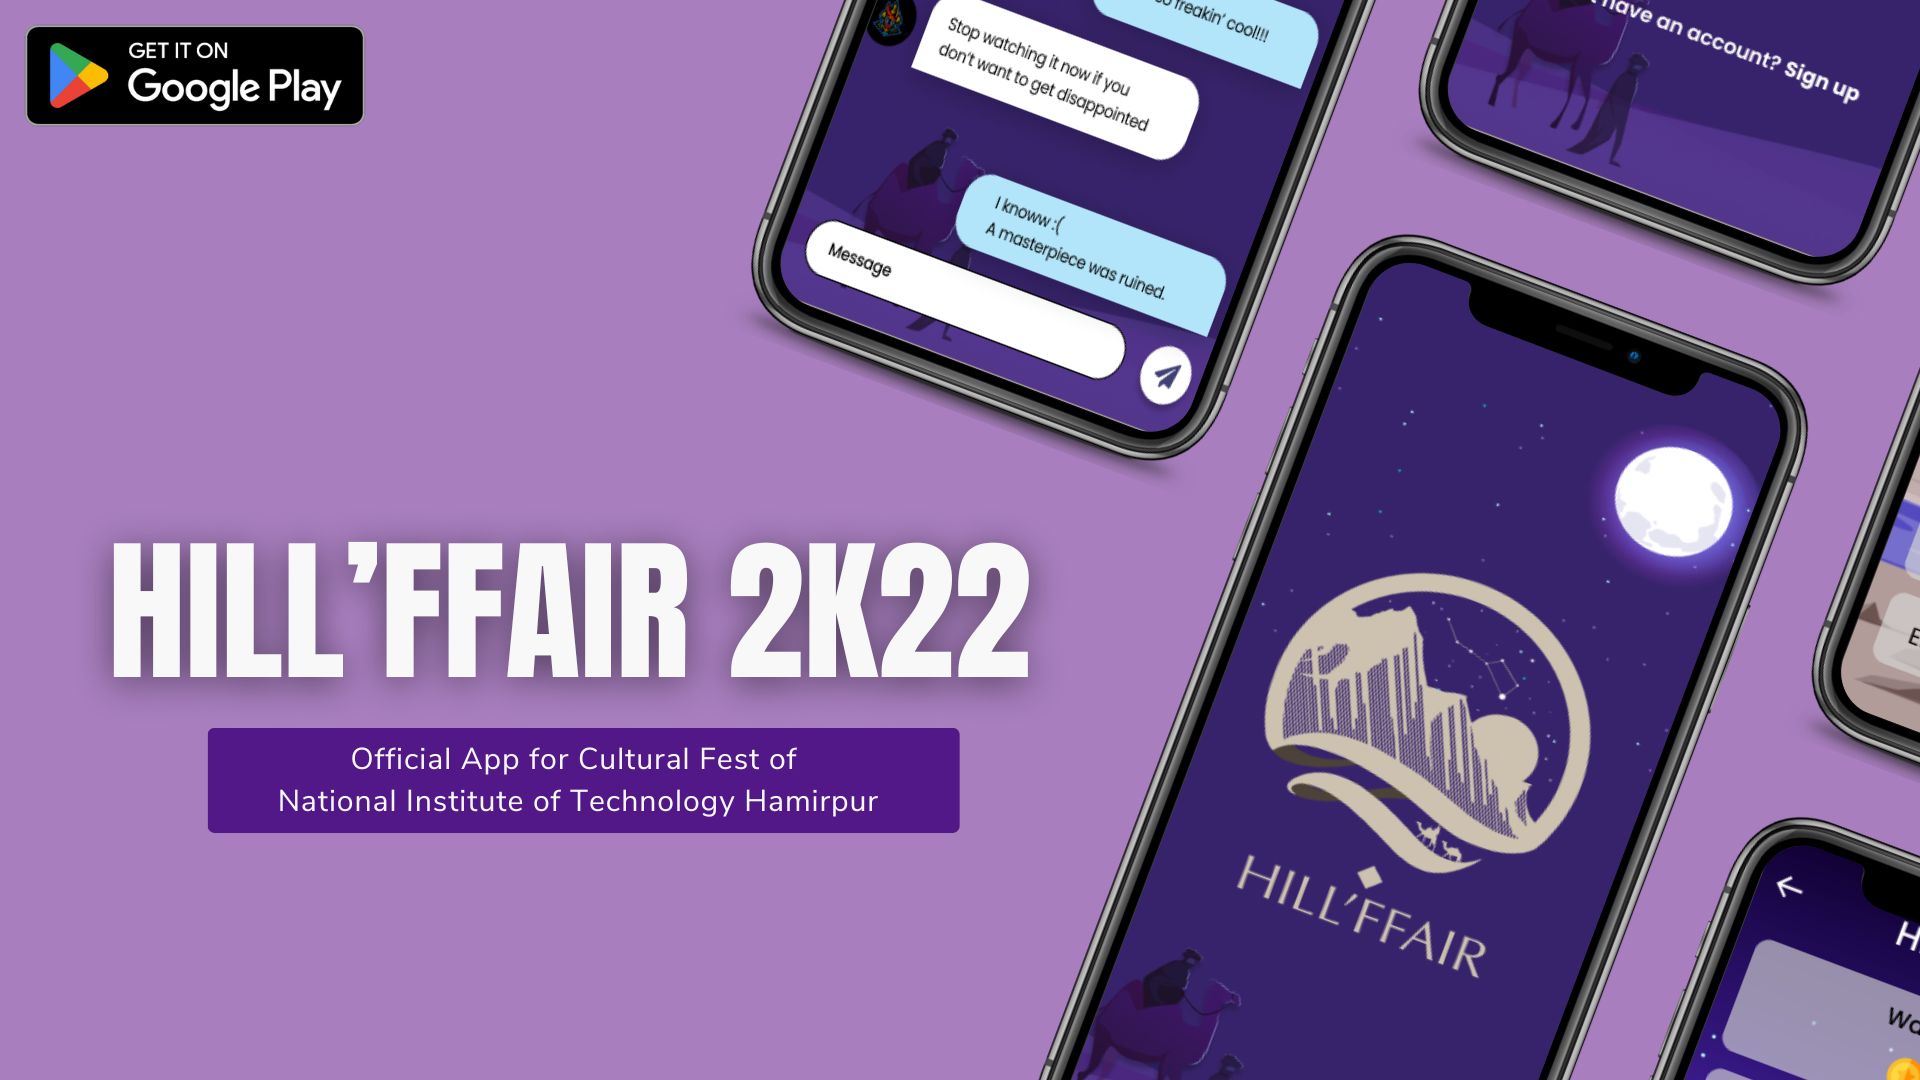 GET IT ON
Google Play
freakin' cool!!!
Stop watching it now if you
don't want to get disappointed
I knoww :(
A masterpiece was ruined.
Message
have an account? Sign up
HILL'FFAIR 2K22
Official App for Cultural Fest of
National Institute of Technology Hamirpur
HILL'FFAIR